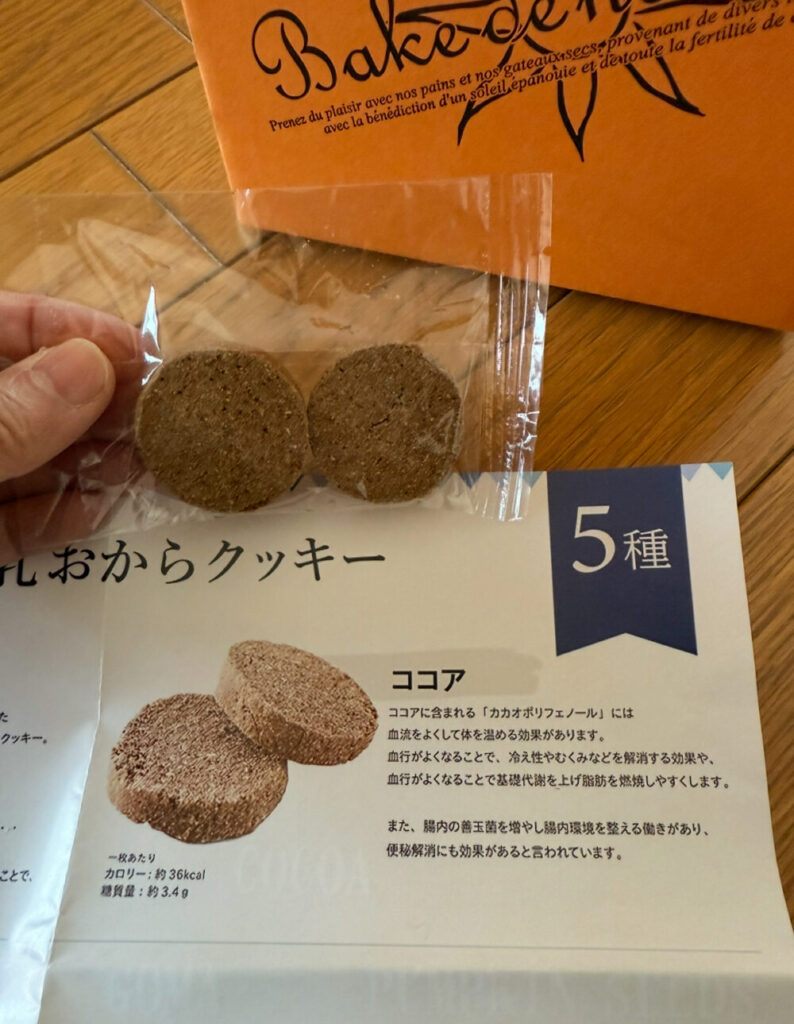 Bake de
Prenez du plaisir avec nos pains et nos gateaux secs, provenant de divers
avec la bénédiction d'un soleil épanouie et de toute la fertilité de
5種
乳おからクッキー
ココア
ココアに含まれる「カカオポリフェノール」には
血流をよくして体を温める効果があります。
血行がよくなることで、冷え性やむくみなどを解消する効果や、
血行がよくなることで基礎代謝を上げ脂肪を燃焼しやすくします。
また、腸内の善玉菌を増やし腸内環境を整える働きがあり、
便秘解消にも効果があると言われています。
た
クッキー。
ことで、
一枚あたり
カロリー：約36kcal
糖質量：約3.4g
COCOA
PUMPKIN SEEDS